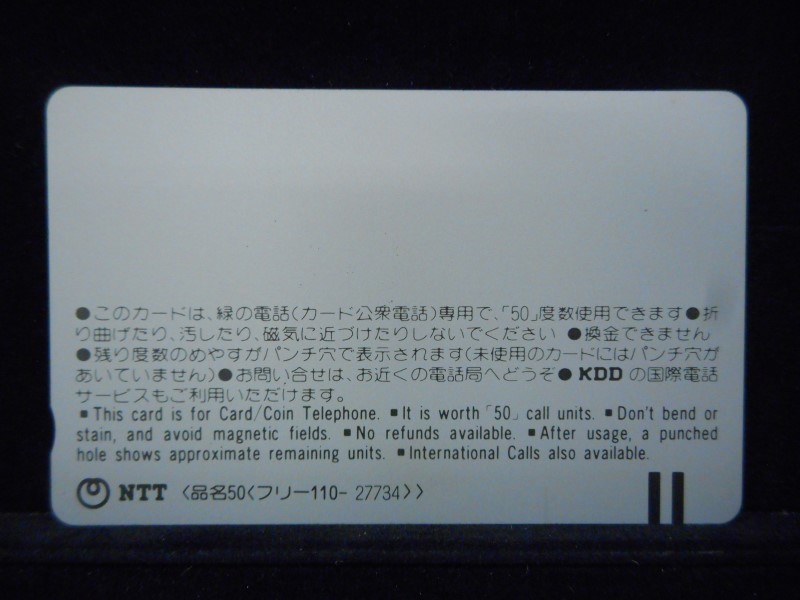 ●このカードは、緑の電話(カード公衆電話)専用で、「50」度数使用できます●折
り曲げたり、汚したり、磁気に近づけたりしないでください ●換金できません
●残り度数のめやすがパンチ穴で表示されます(未使用のカードにはパンチ穴が
あいていません)●お問い合せは、お近くの電話局へどうぞ● KDD の国際電話
サービスもご利用いただけます。
▪This card is for Card/Coin Telephone. ▪It is worth「50」call units. ▪Don't bend or
stain, and avoid magnetic fields. ▪No refunds available. ▪After usage, a punched
hole shows approximate remaining units. ▪International Calls also available.
NTT 〈品名50〈フリー110- 27734〉〉